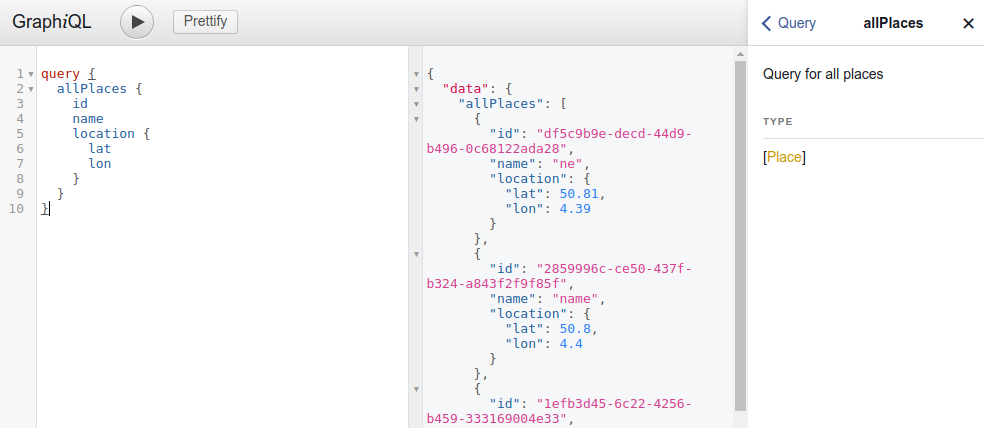 GraphiQL
Prettify
1 query {
2 allPlaces {
3 id
4 name
5 location {
6 lat
7 lon
8 }
9 }
10 }
{
"data": {
"allPlaces": [
{
"id": "df5c9b9e-decd-44d9-
b496-0c68122ada28",
"name": "ne",
"location": {
"lat": 50.81,
"lon": 4.39
}
},
{
"id": "2859996c-ce50-437f-
b324-a843f2f9f85f",
"name": "name",
"location": {
"lat": 50.8,
"lon": 4.4
}
},
{
"id": "1efb3d45-6c22-4256-
b459-333169004e33",
Query
allPlaces
Query for all places
TYPE
[Place]